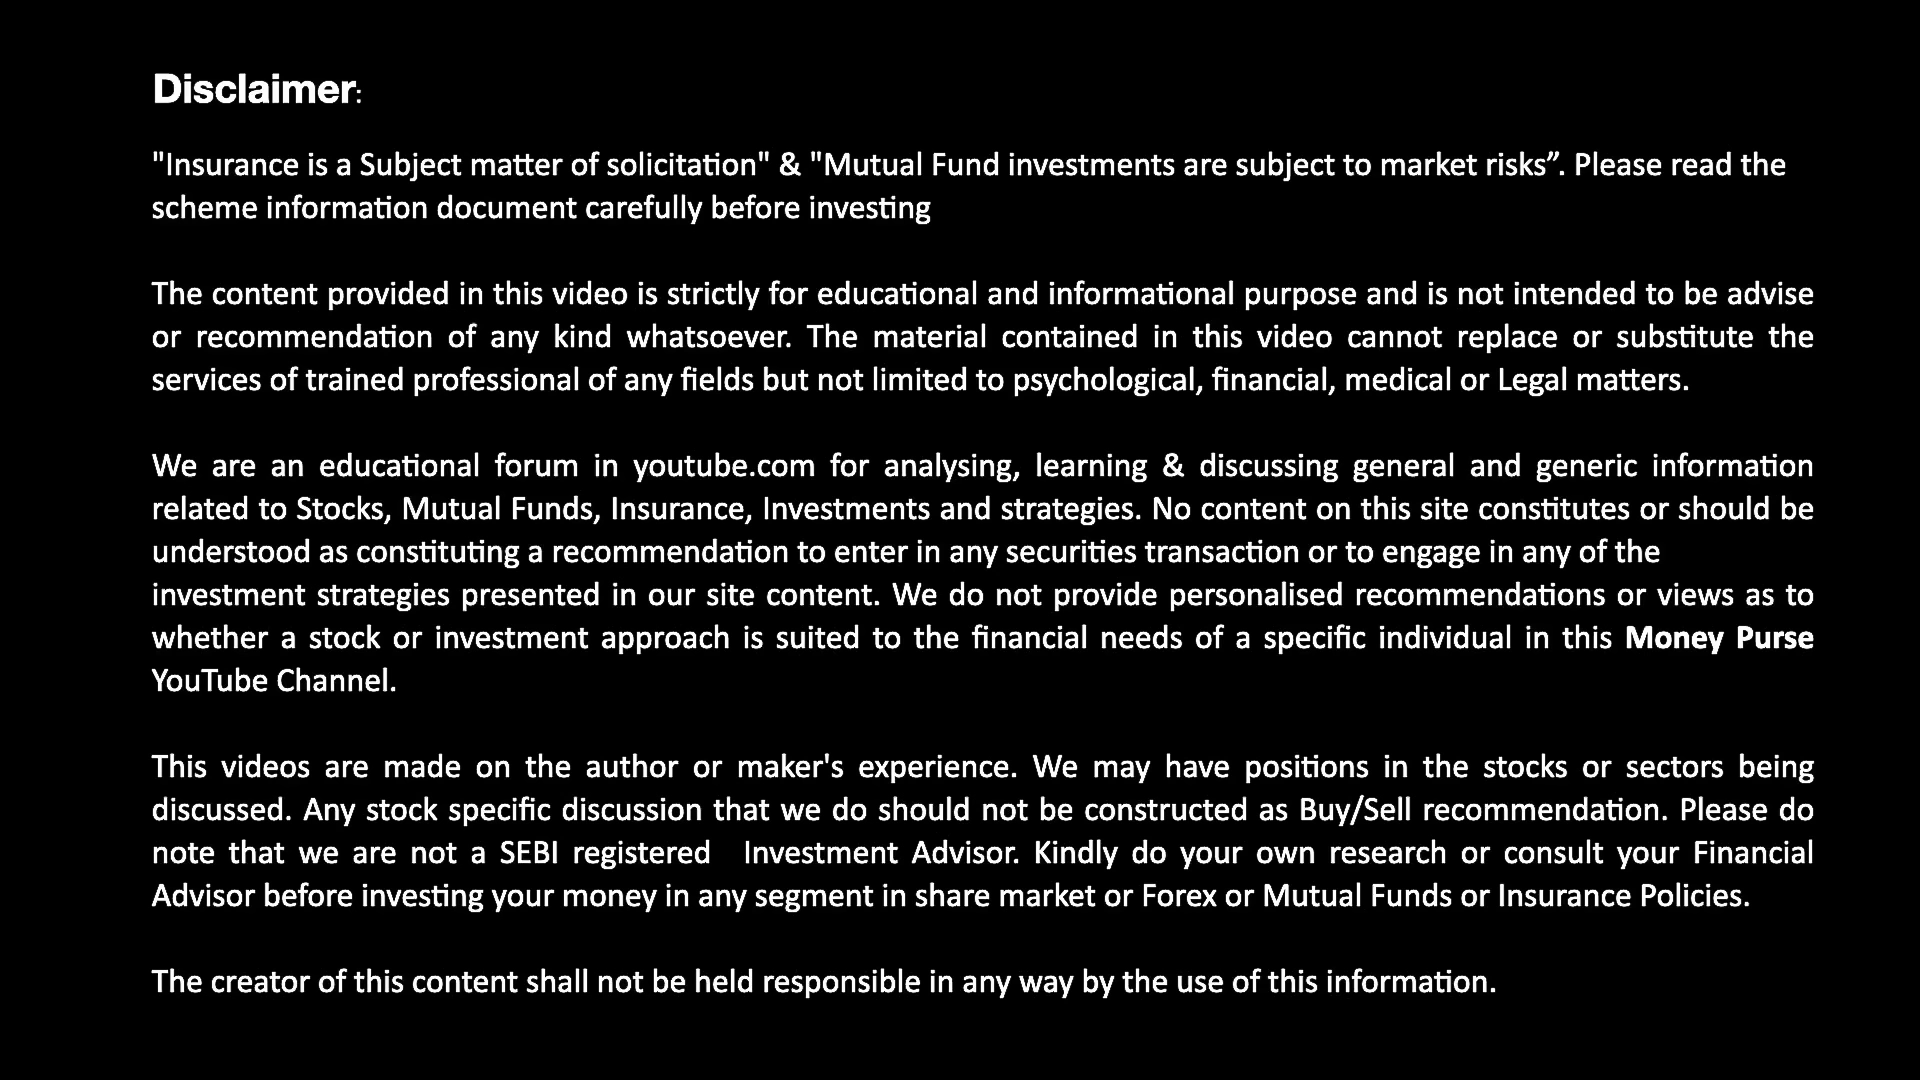 Disclaimer:
"Insurance is a Subject matter of solicitation" & "Mutual Fund investments are subject to market risks”. Please read the
scheme information document carefully before investing
The content provided in this video is strictly for educational and informational purpose and is not intended to be advise
or recommendation of any kind whatsoever. The material contained in this video cannot replace or substitute the
services of trained professional of any fields but not limited to psychological, financial, medical or Legal matters.
We are an educational forum in youtube.com for analysing, learning & discussing general and generic information
related to Stocks, Mutual Funds, Insurance, Investments and strategies. No content on this site constitutes or should be
understood as constituting a recommendation to enter in any securities transaction or to engage in any of the
investment strategies presented in our site content. We do not provide personalised recommendations or views as to
whether a stock or investment approach is suited to the financial needs of a specific individual in this Money Purse
YouTube Channel.
This videos are made on the author or maker's experience. We may have positions in the stocks or sectors being
discussed. Any stock specific discussion that we do should not be constructed as Buy/Sell recommendation. Please do
note that we are not a SEBI registered Investment Advisor. Kindly do your own research or consult your Financial
Advisor before investing your money in any segment in share market or Forex or Mutual Funds or Insurance Policies.
The creator of this content shall not be held responsible in any way by the use of this information.